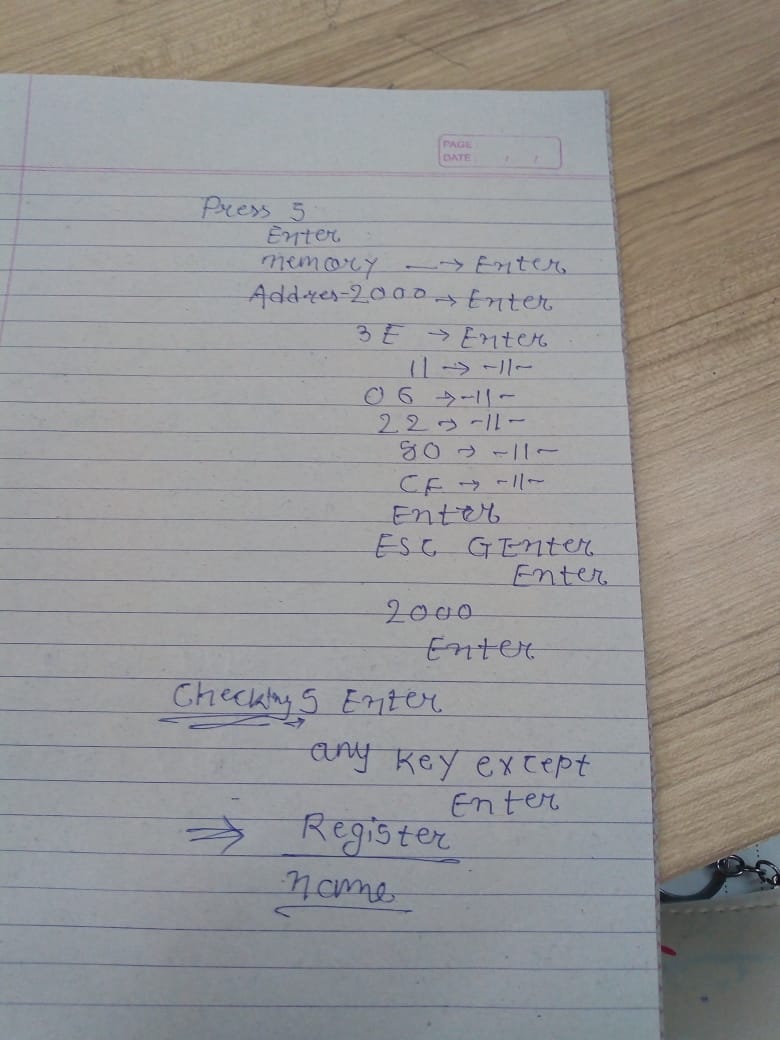 PAGE
DATE / /
Press 5
Enter
memory → Enter
Addres-2000 → Enter
3E → Enter
11 → -11-
06 → -11-
22 → -11-
80 → -11-
CF → -11-
Enter
ESC G Enter
Enter
2000
Enter
Checking 5 Enter
any key except
Enter
⇒ Register
name